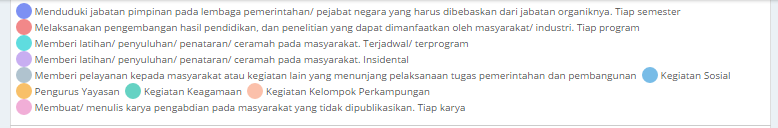 Menduduki jabatan pimpinan pada lembaga pemerintahan/ pejabat negara yang harus dibebaskan dari jabatan organiknya. Tiap semester
Melaksanakan pengembangan hasil pendidikan, dan penelitian yang dapat dimanfaatkan oleh masyarakat/ industri. Tiap program
Memberi latihan/ penyuluhan/ penataran/ ceramah pada masyarakat. Terjadwal/ terprogram
Memberi latihan/ penyuluhan/ penataran/ ceramah pada masyarakat. Insidental
Memberi pelayanan kepada masyarakat atau kegiatan lain yang menunjang pelaksanaan tugas pemerintahan dan pembangunan Kegiatan Sosial
Pengurus Yayasan Kegiatan Keagamaan Kegiatan Kelompok Perkampungan
Membuat/ menulis karya pengabdian pada masyarakat yang tidak dipublikasikan. Tiap karya